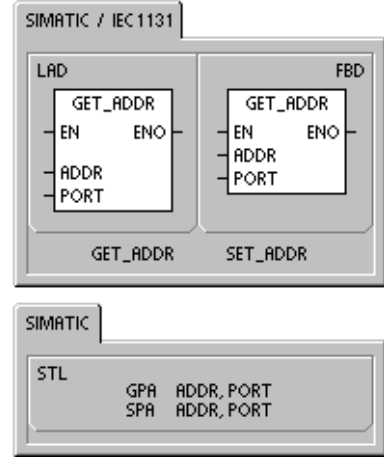 SIMATIC / IEC 1131
LAD FBD
GET_ADDR GET_ADDR
EN ENO EN ENO
ADDR ADDR
PORT PORT
GET_ADDR SET_ADDR
SIMATIC
STL
GPA ADDR, PORT
SPA ADDR, PORT